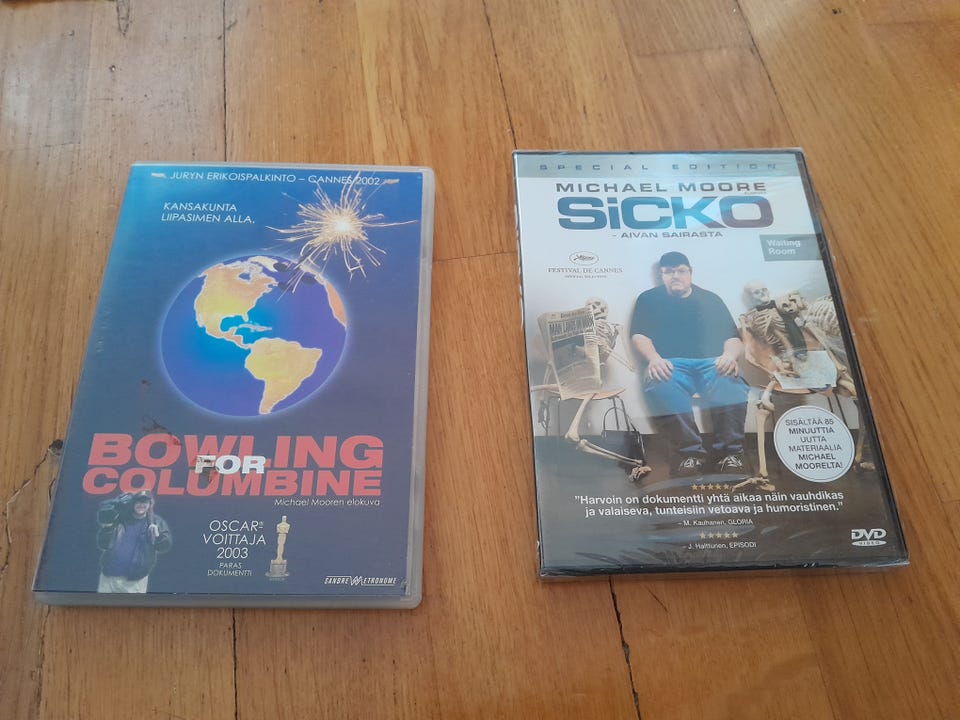 JURYN ERIKOISPALKINTO – CANNES 2002
KANSAKUNTA
LIIPASIMEN ALLA.
BOWLING
FOR
COLUMBINE
Michael Mooren elokuva
OSCAR®
VOITTAJA
2003
PARAS
DOKUMENTTI
SANDREW METRONOME
SPECIAL EDITION
MICHAEL MOORE
SiCKO
- AIVAN SAIRASTA
Waiting
Room
FESTIVAL DE CANNES
OFFICIAL SELECTION
SISÄLTÄÄ 85
MINUUTTIA
UUTTA
MATERIAALIA
MICHAEL
MOORELTA!
★★★★★
"Harvoin on dokumentti yhtä aikaa näin vauhdikas
ja valaiseva, tunteisiin vetoava ja humoristinen."
– M. Kauhanen, GLORIA
★★★★★
– J. Halttunen, EPISODI
DVD
VIDEO